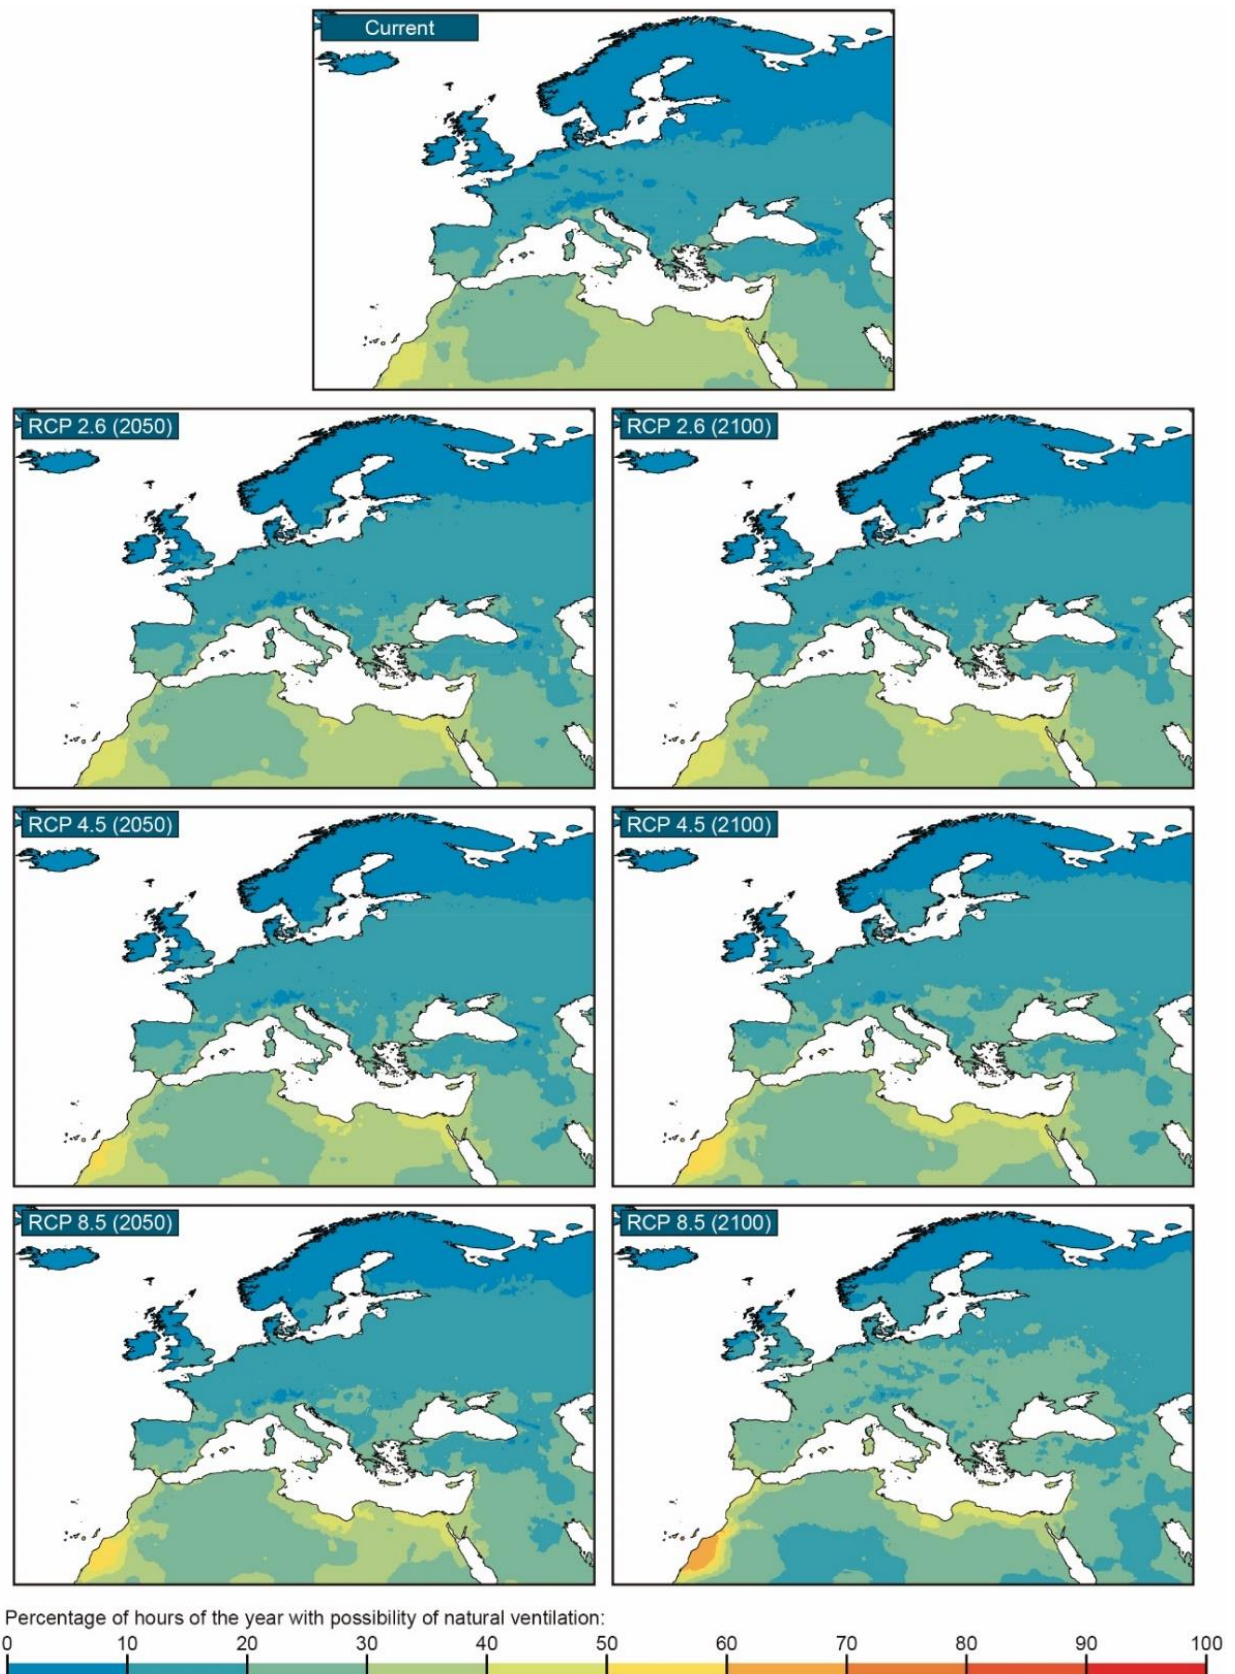 Current
RCP 2.6 (2050)
RCP 2.6 (2100)
RCP 4.5 (2050)
RCP 4.5 (2100)
RCP 8.5 (2050)
RCP 8.5 (2100)
Percentage of hours of the year with possibility of natural ventilation:
0 10 20 30 40 50 60 70 80 90 100